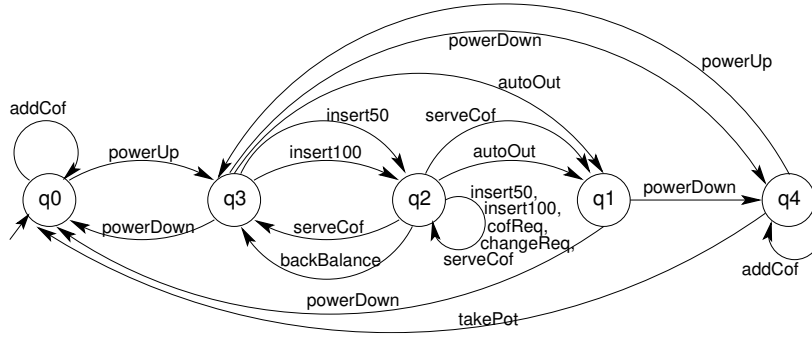 powerDown
powerUp
autoOut
addCof
insert50
serveCof
powerUp
insert100
autoOut
q0
q3
q2
q1
q4
insert50,
insert100,
cofReq,
changeReq,
serveCof
powerDown
powerDown
serveCof
backBalance
addCof
powerDown
takePot